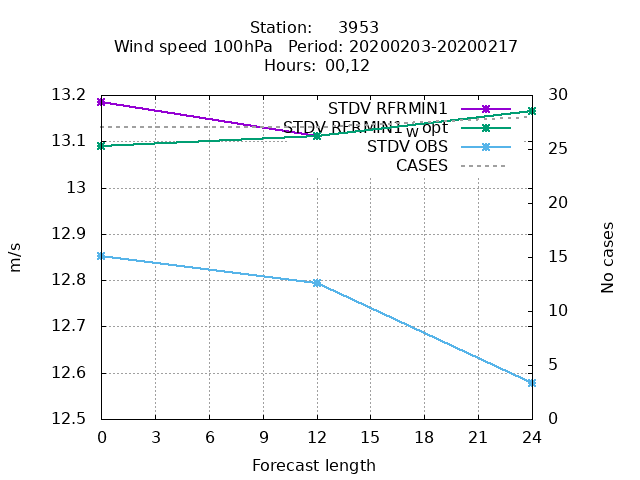 Station: 3953
Wind speed 100hPa Period: 20200203-20200217
Hours: 00,12
13.2
13.1
13
12.9
12.8
12.7
12.6
12.5
m/s
STDV RFRMIN1
STDV RFRMIN1_w_opt
STDV OBS
CASES
30
25
20
15
10
5
0
No cases
0 3 6 9 12 15 18 21 24
Forecast length